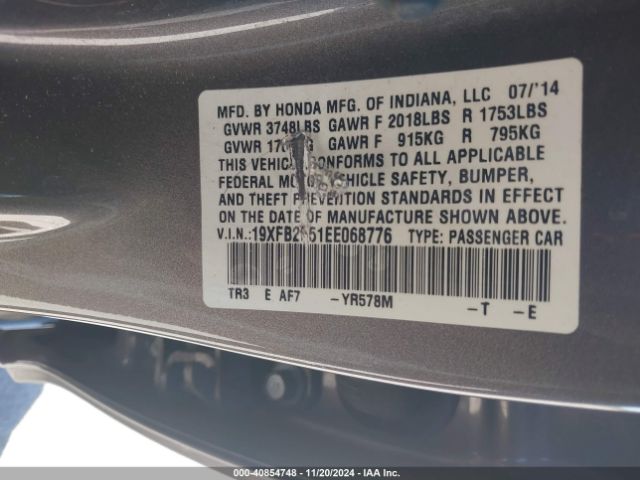 MFD. BY HONDA MFG. OF INDIANA, LLC 07/'14
GVWR 3748LBS GAWR F 2018LBS R 1753LBS
GVWR GAWR F 915KG R 795KG
THIS VEHICLE CONFORMS TO ALL APPLICABLE
FEDERAL MOTOR VEHICLE SAFETY, BUMPER,
AND THEFT PREVENTION STANDARDS IN EFFECT
ON THE DATE OF MANUFACTURE SHOWN ABOVE.
V.I.N.: TYPE: PASSENGER CAR
TR3 E AF7 -YR578M -T -E
000-40854748 - 11/20/2024 - © IAA Inc.